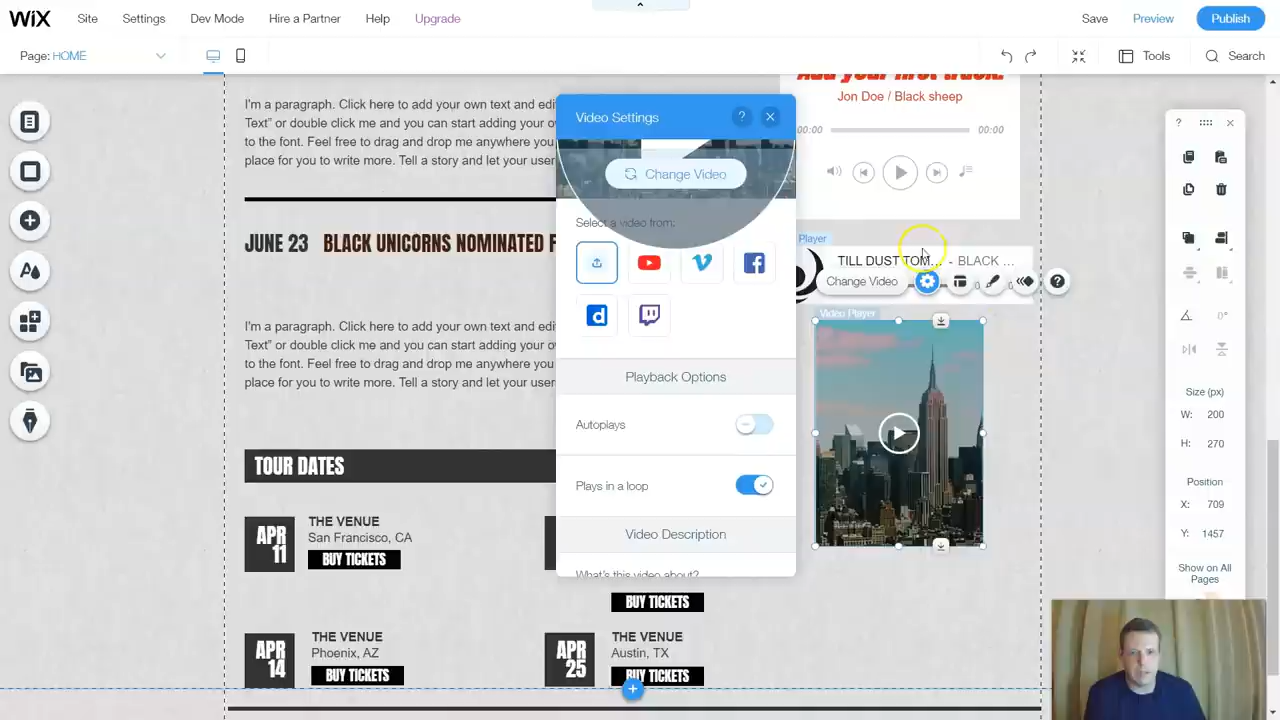 WiX
Site
Settings
Dev Mode
Hire a Partner
Help
Upgrade
Save
Preview
Publish
Page: HOME
Tools
Search
I'm a paragraph. Click here to add your own text and edi
Text" or double click me and you can start adding your ow
to the font. Feel free to drag and drop me anywhere you
place for you to write more. Tell a story and let your user
JUNE 23 BLACK UNICORNS NOMINATED F
I'm a paragraph. Click here to add your own text and edi
Text" or double click me and you can start adding your ow
to the font. Feel free to drag and drop me anywhere you
place for you to write more. Tell a story and let your user
TOUR DATES
APR
11
THE VENUE
San Francisco, CA
BUY TICKETS
BUY TICKETS
APR
14
THE VENUE
Phoenix, AZ
BUY TICKETS
APR
25
THE VENUE
Austin, TX
BUY TICKETS
Video Settings
?
Change Video
Select a video from:
Playback Options
Autoplays
Plays in a loop
Video Description
What's this video about?
Add your first track.
Jon Doe / Black sheep
00:00
00:00
Player
TILL DUST TOM... - BLACK ...
Change Video
?
Video Player
?
0°
Size (px)
W: 200
H: 270
Position
X: 709
Y: 1457
Show on All
Pages